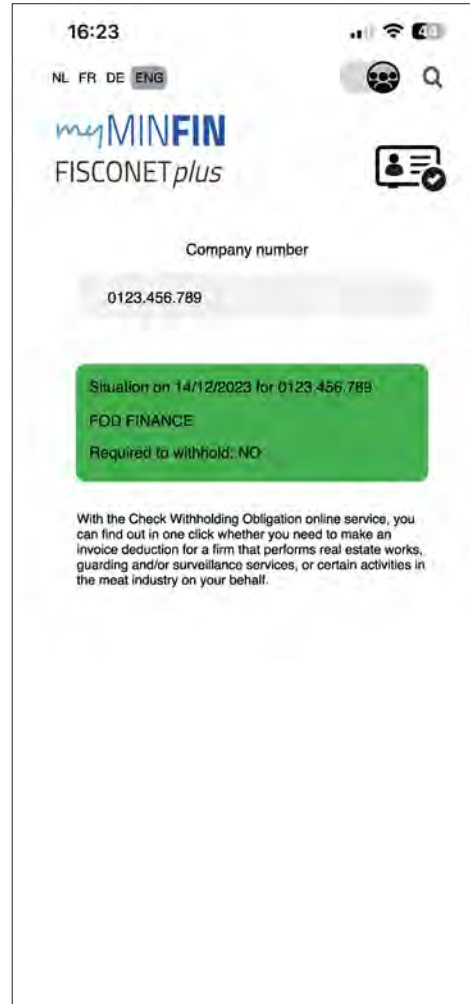 16:23
NL FR DE ENG
myMINFIN
FISCONETplus
Company number
0123.456.789
Situation on 14/12/2023 for 0123.456.789
FOD FINANCE
Required to withhold: NO
With the Check Withholding Obligation online service, you
can find out in one click whether you need to make an
invoice deduction for a firm that performs real estate works,
guarding and/or surveillance services, or certain activities in
the meat industry on your behalf.